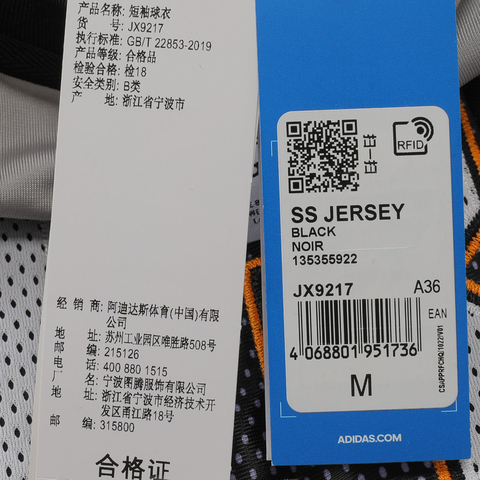 产品名称: 短袖球衣
货 号: JX9217
执行标准: GB/T 22853-2019
产品等级: 合格品
检验合格: 检18
安全类别: B类
产 地: 浙江省宁波市
经 销 商: 阿迪达斯体育(中国)有限
公司
地 址: 苏州工业园区唯胜路508号
邮 编: 215126
电 话: 400 880 1515
厂 名: 宁波图腾服饰有限公司
地 址: 宁波市经济技术开
发区甬江路18号
邮 编: 315800
合格证
RFID
SS JERSEY
BLACK
NOIR
135355922
JX9217 A36
EAN
4 068801 951736
M
ADIDAS.COM